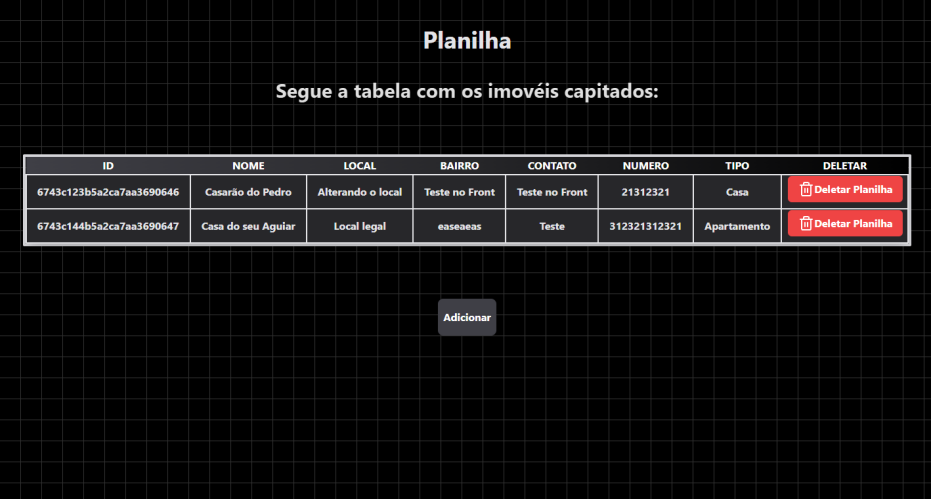 Planilha
Segue a tabela com os imovéis capitados:
ID NOME LOCAL BAIRRO CONTATO NUMERO TIPO DELETAR
6743c123b5a2ca7aa3690646 Casarão do Pedro Alterando o local Teste no Front Teste no Front 21312321 Casa Deletar Planilha
6743c144b5a2ca7aa3690647 Casa do seu Aguiar Local legal easeaeas Teste 312321312321 Apartamento Deletar Planilha
Adicionar